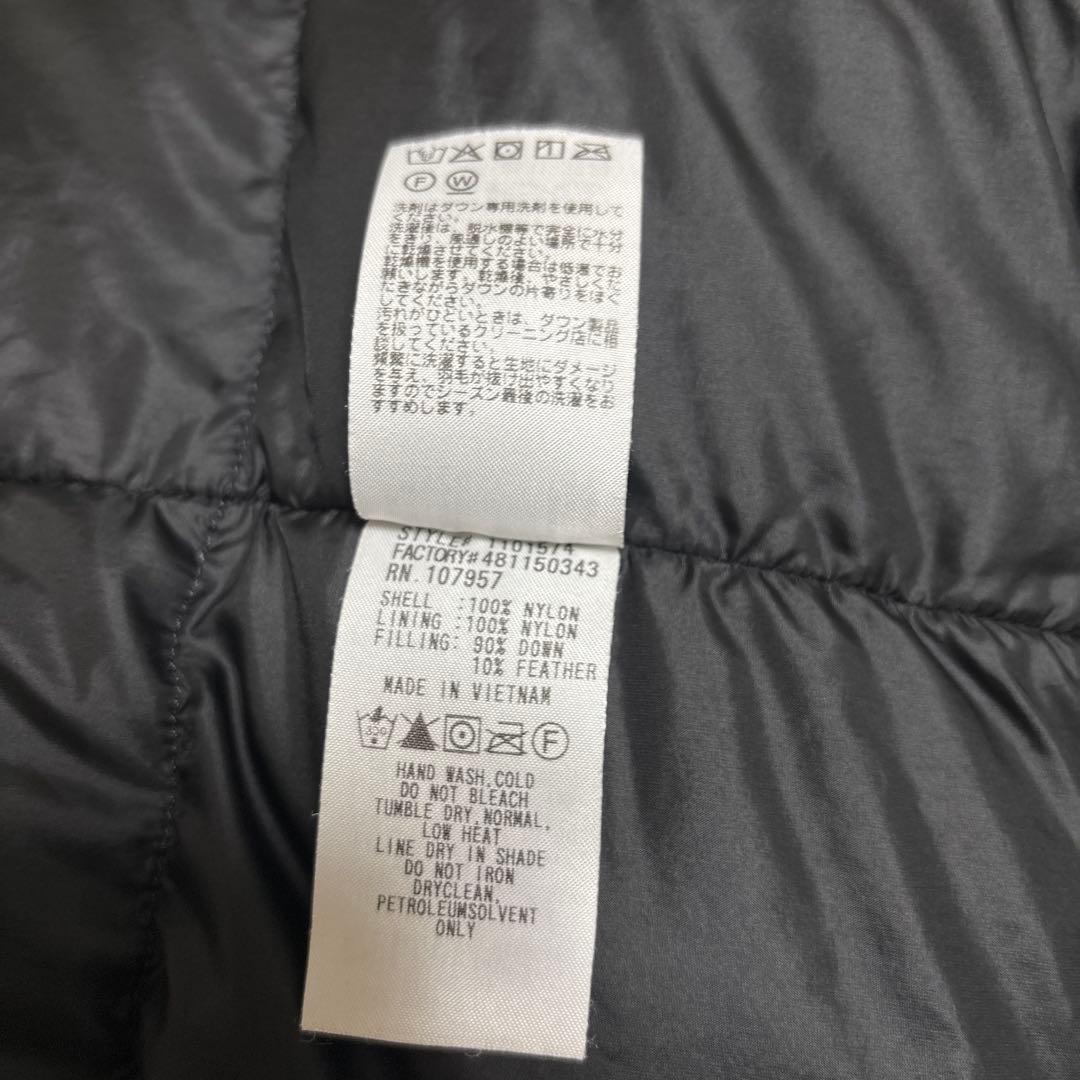 F W
洗剤はダウン専用洗剤を使用して
ください。
洗濯後は、脱水機等で完全に水分
をきり、風通しのよい場所で十分
に乾燥させてください。
乾燥機を使用する場合は低温でお
願いします。乾燥後、やさしくた
たきながらダウンの片寄りをほぐ
してください。
汚れがひどいときは、ダウン製品
を扱っているクリーニング店に相
談してください。
頻繁に洗濯すると生地にダメージ
を与え、羽毛が抜け出やすくなり
ますのでシーズン最後の洗濯をお
すすめします。
STYLE# 1101574
FACTORY#481150343
RN.107957
SHELL :100% NYLON
LINING :100% NYLON
FILLING: 90% DOWN
10% FEATHER
MADE IN VIETNAM
30C F
HAND WASH,COLD
DO NOT BLEACH
TUMBLE DRY,NORMAL,
LOW HEAT
LINE DRY IN SHADE
DO NOT IRON
DRYCLEAN,
PETROLEUMSOLVENT
ONLY